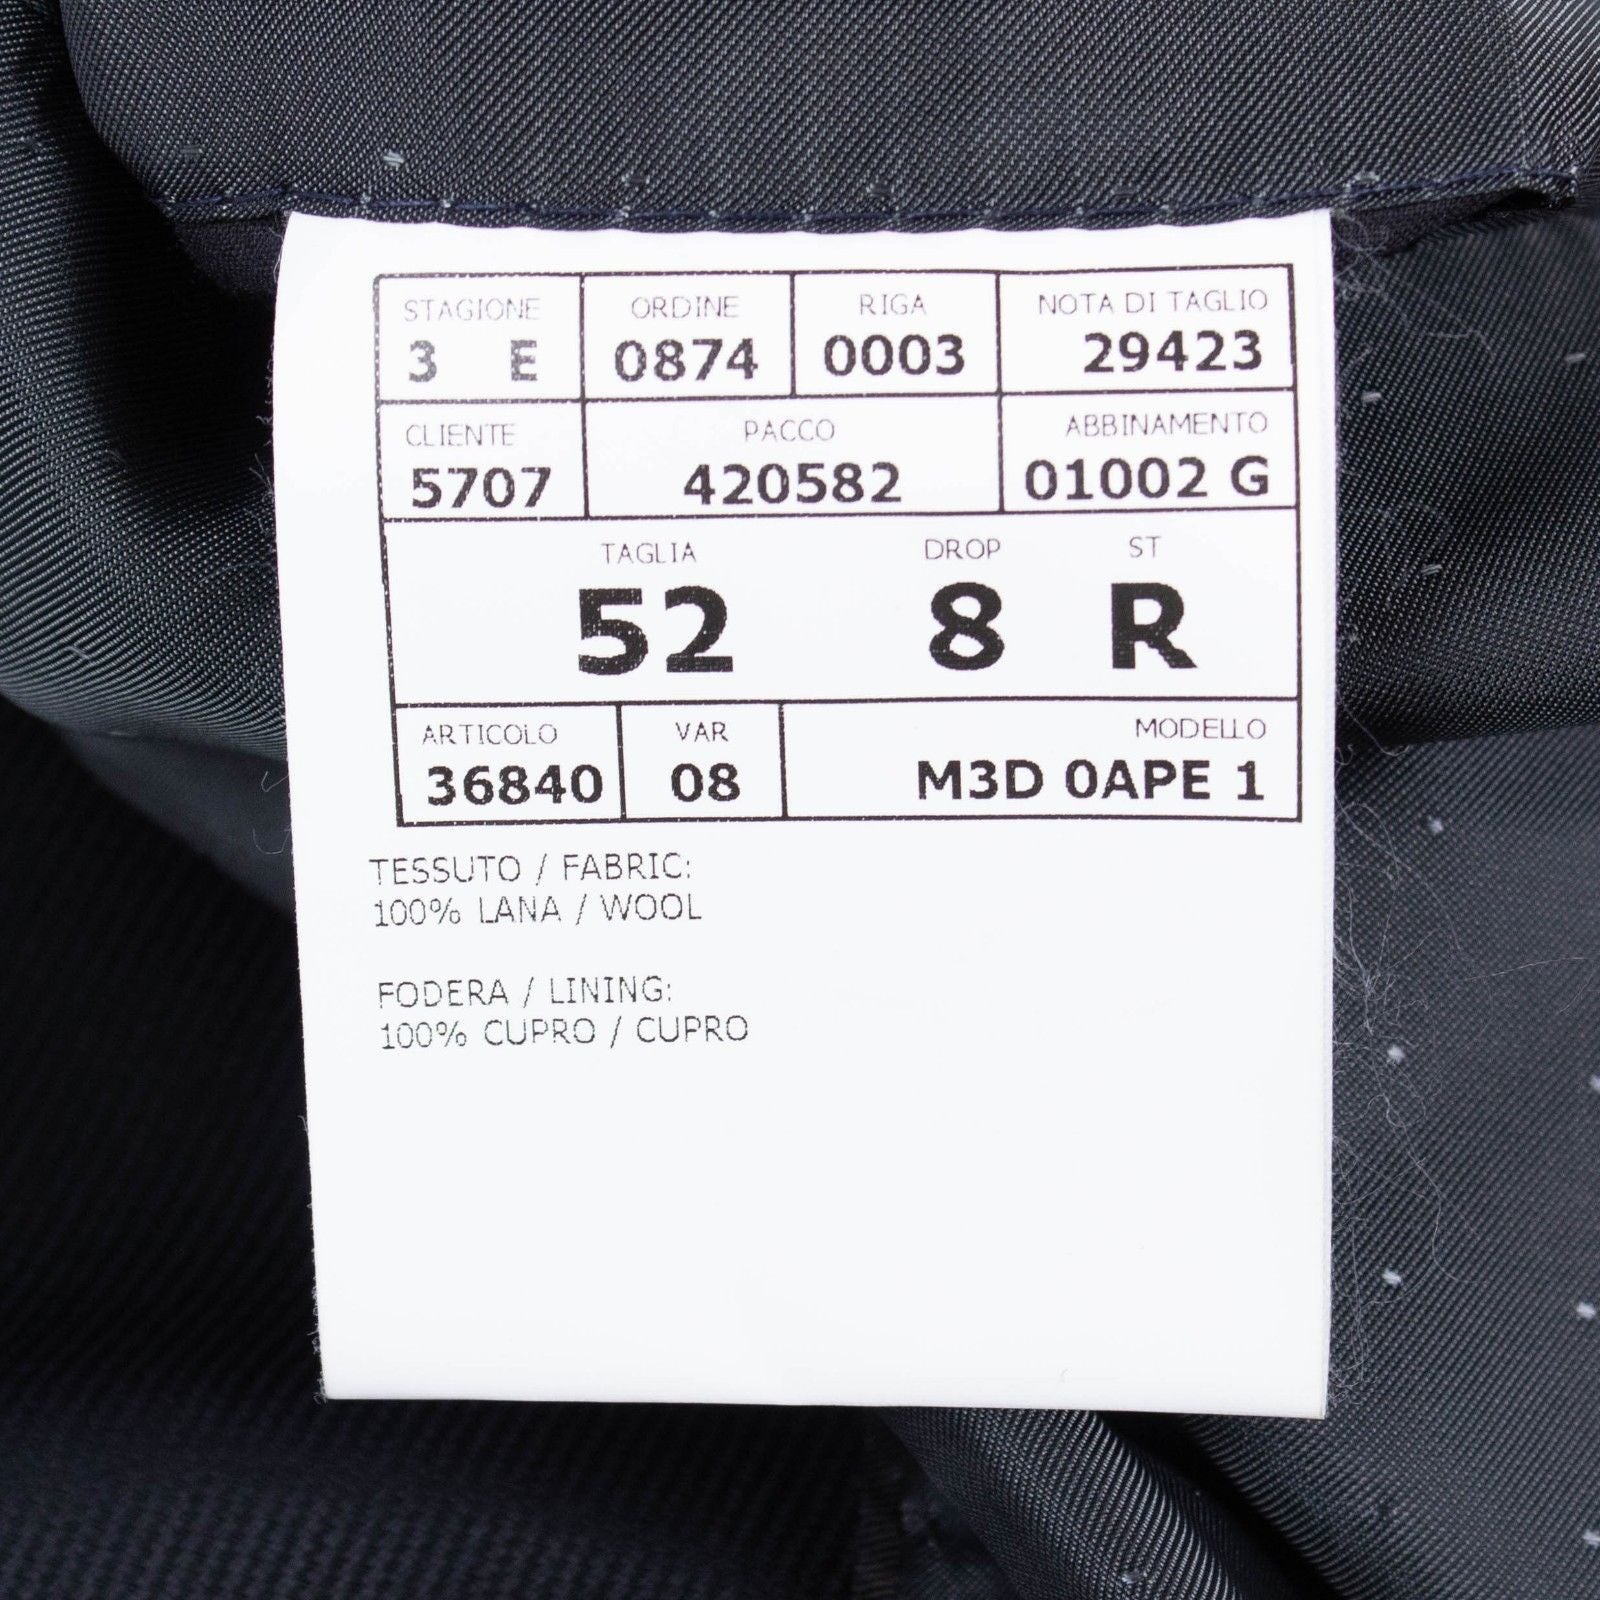 STAGIONE ORDINE RIGA NOTA DI TAGLIO
3 E 0874 0003 29423
CLIENTE PACCO ABBINAMENTO
5707 420582 01002 G
TAGLIA DROP ST
52 8 R
ARTICOLO VAR MODELLO
36840 08 M3D 0APE 1
TESSUTO / FABRIC:
100% LANA / WOOL
FODERA / LINING:
100% CUPRO / CUPRO